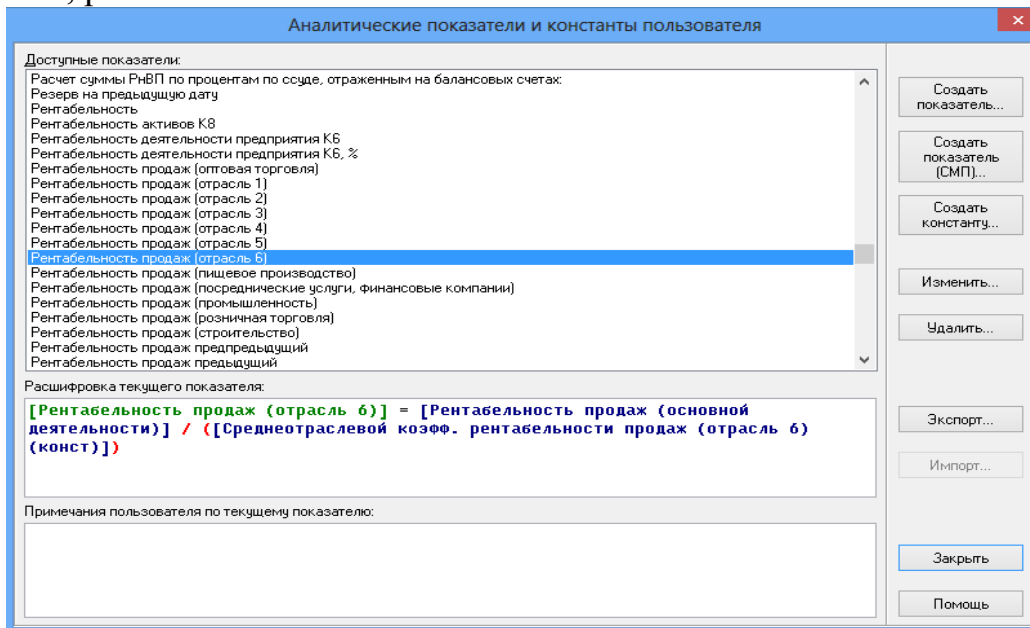 Аналитические показатели и константы пользователя
Доступные показатели:
Расчет суммы РнВП по процентам по ссуде, отраженным на балансовых счетах:
Резерв на предыдущую дату
Рентабельность
Рентабельность активов К8
Рентабельность деятельности предприятия К6
Рентабельность деятельности предприятия К6, %
Рентабельность продаж (оптовая торговля)
Рентабельность продаж (отрасль 1)
Рентабельность продаж (отрасль 2)
Рентабельность продаж (отрасль 3)
Рентабельность продаж (отрасль 4)
Рентабельность продаж (отрасль 5)
Рентабельность продаж (отрасль 6)
Рентабельность продаж (пищевое производство)
Рентабельность продаж (посреднические услуги, финансовые компании)
Рентабельность продаж (промышленность)
Рентабельность продаж (розничная торговля)
Рентабельность продаж (строительство)
Рентабельность продаж предпредыдущий
Рентабельность продаж предыдущий
Расшифровка текущего показателя:
[Рентабельность продаж (отрасль 6)] = [Рентабельность продаж (основной
деятельности)] / ([Среднеотраслевой коэфф. рентабельности продаж (отрасль 6)
(конст)])
Примечания пользователя по текущему показателю:
Создать
показатель...
Создать
показатель
(СМП)...
Создать
константу...
Изменить...
Удалить...
Экспорт...
Импорт...
Закрыть
Помощь